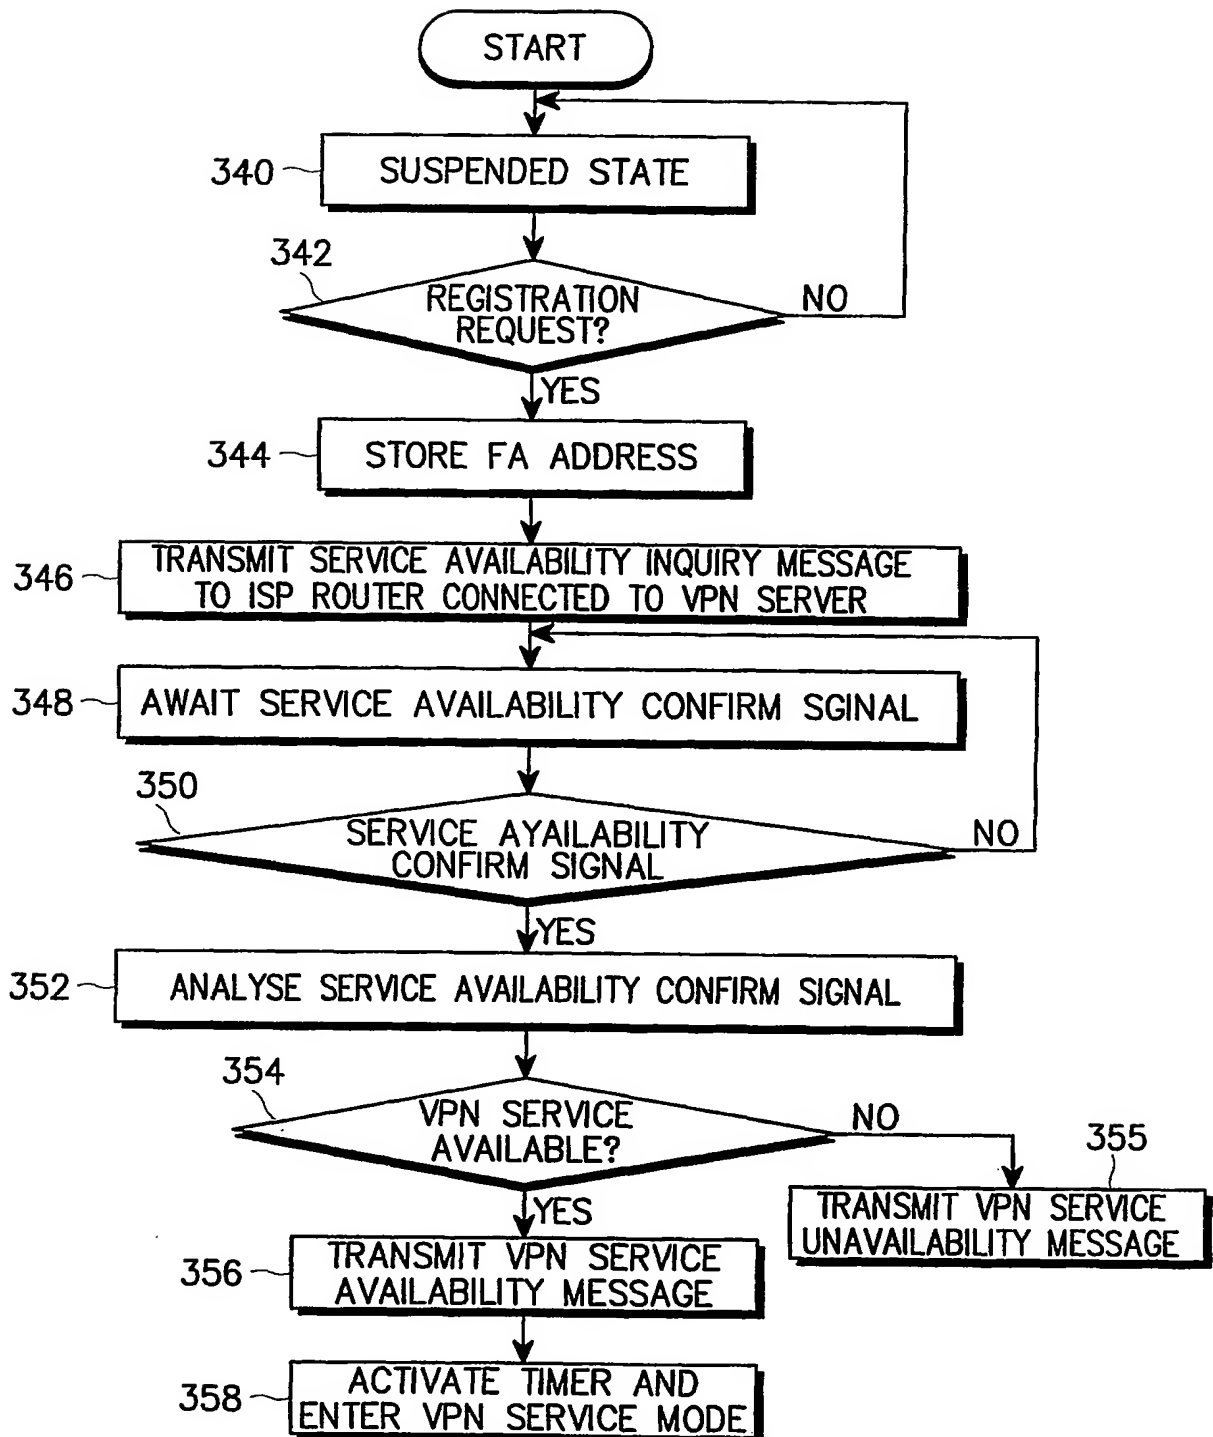 START
340
SUSPENDED STATE
342
REGISTRATION
REQUEST?
NO
YES
344
STORE FA ADDRESS
346
TRANSMIT SERVICE AVAILABILITY INQUIRY MESSAGE
TO ISP ROUTER CONNECTED TO VPN SERVER
348
AWAIT SERVICE AVAILABILITY CONFIRM SGINAL
350
SERVICE AYAILABILITY
CONFIRM SIGNAL
NO
YES
352
ANALYSE SERVICE AVAILABILITY CONFIRM SIGNAL
354
VPN SERVICE
AVAILABLE?
NO
355
TRANSMIT VPN SERVICE
UNAVAILABILITY MESSAGE
YES
356
TRANSMIT VPN SERVICE
AVAILABILITY MESSAGE
358
ACTIVATE TIMER AND
ENTER VPN SERVICE MODE